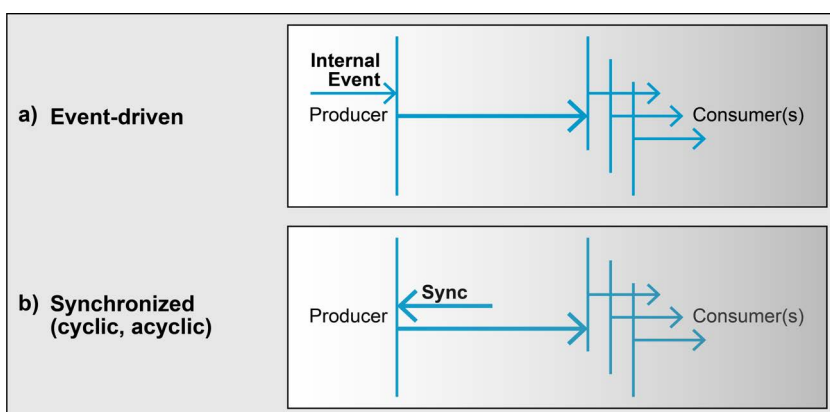 a) Event-driven
Internal
Event
Producer
Consumer(s)
b) Synchronized
(cyclic, acyclic)
Sync
Producer
Consumer(s)